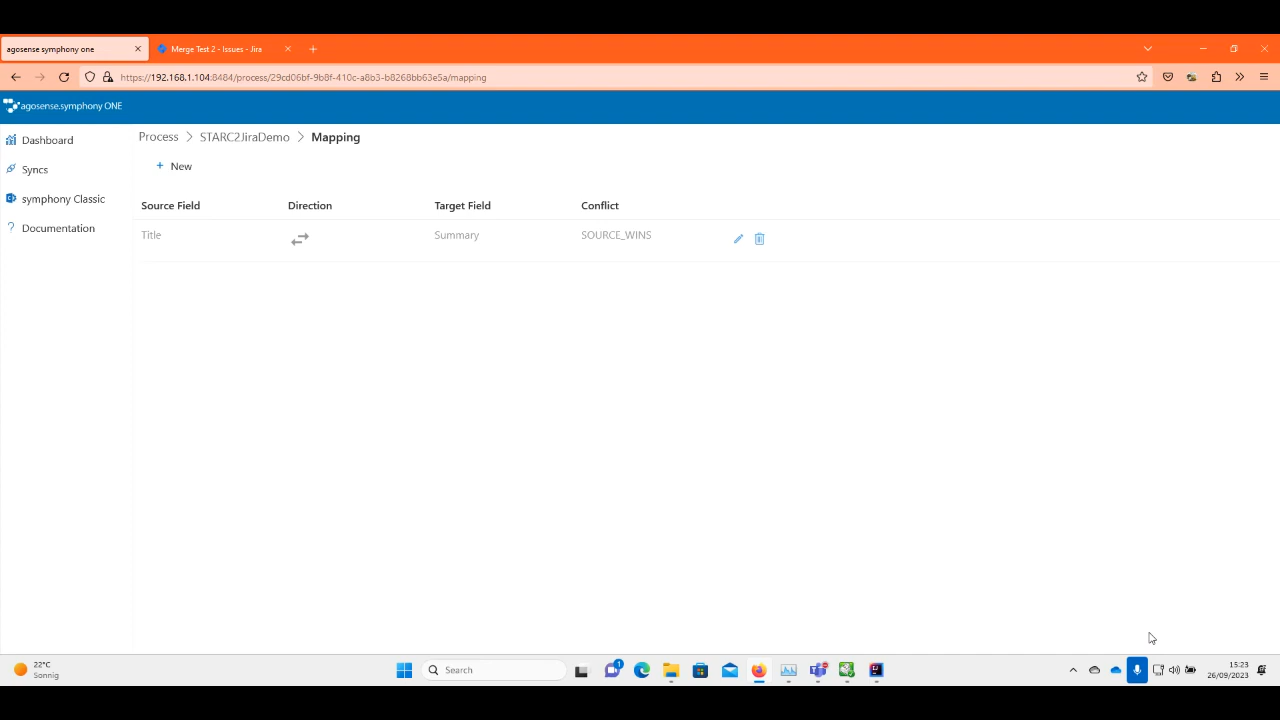 agosense symphony one
Merge Test 2 - Issues - Jira
https://192.168.1.104:8484/process/29cd06bf-9b8f-410c-a8b3-b8268bb63e5a/mapping
agosense.symphony ONE
Dashboard
Syncs
symphony Classic
Documentation
Process > STARC2JiraDemo > Mapping
+ New
Source Field Direction Target Field Conflict
Title Summary SOURCE_WINS
22°C
Sonnig
Search
1
15:23
26/09/2023